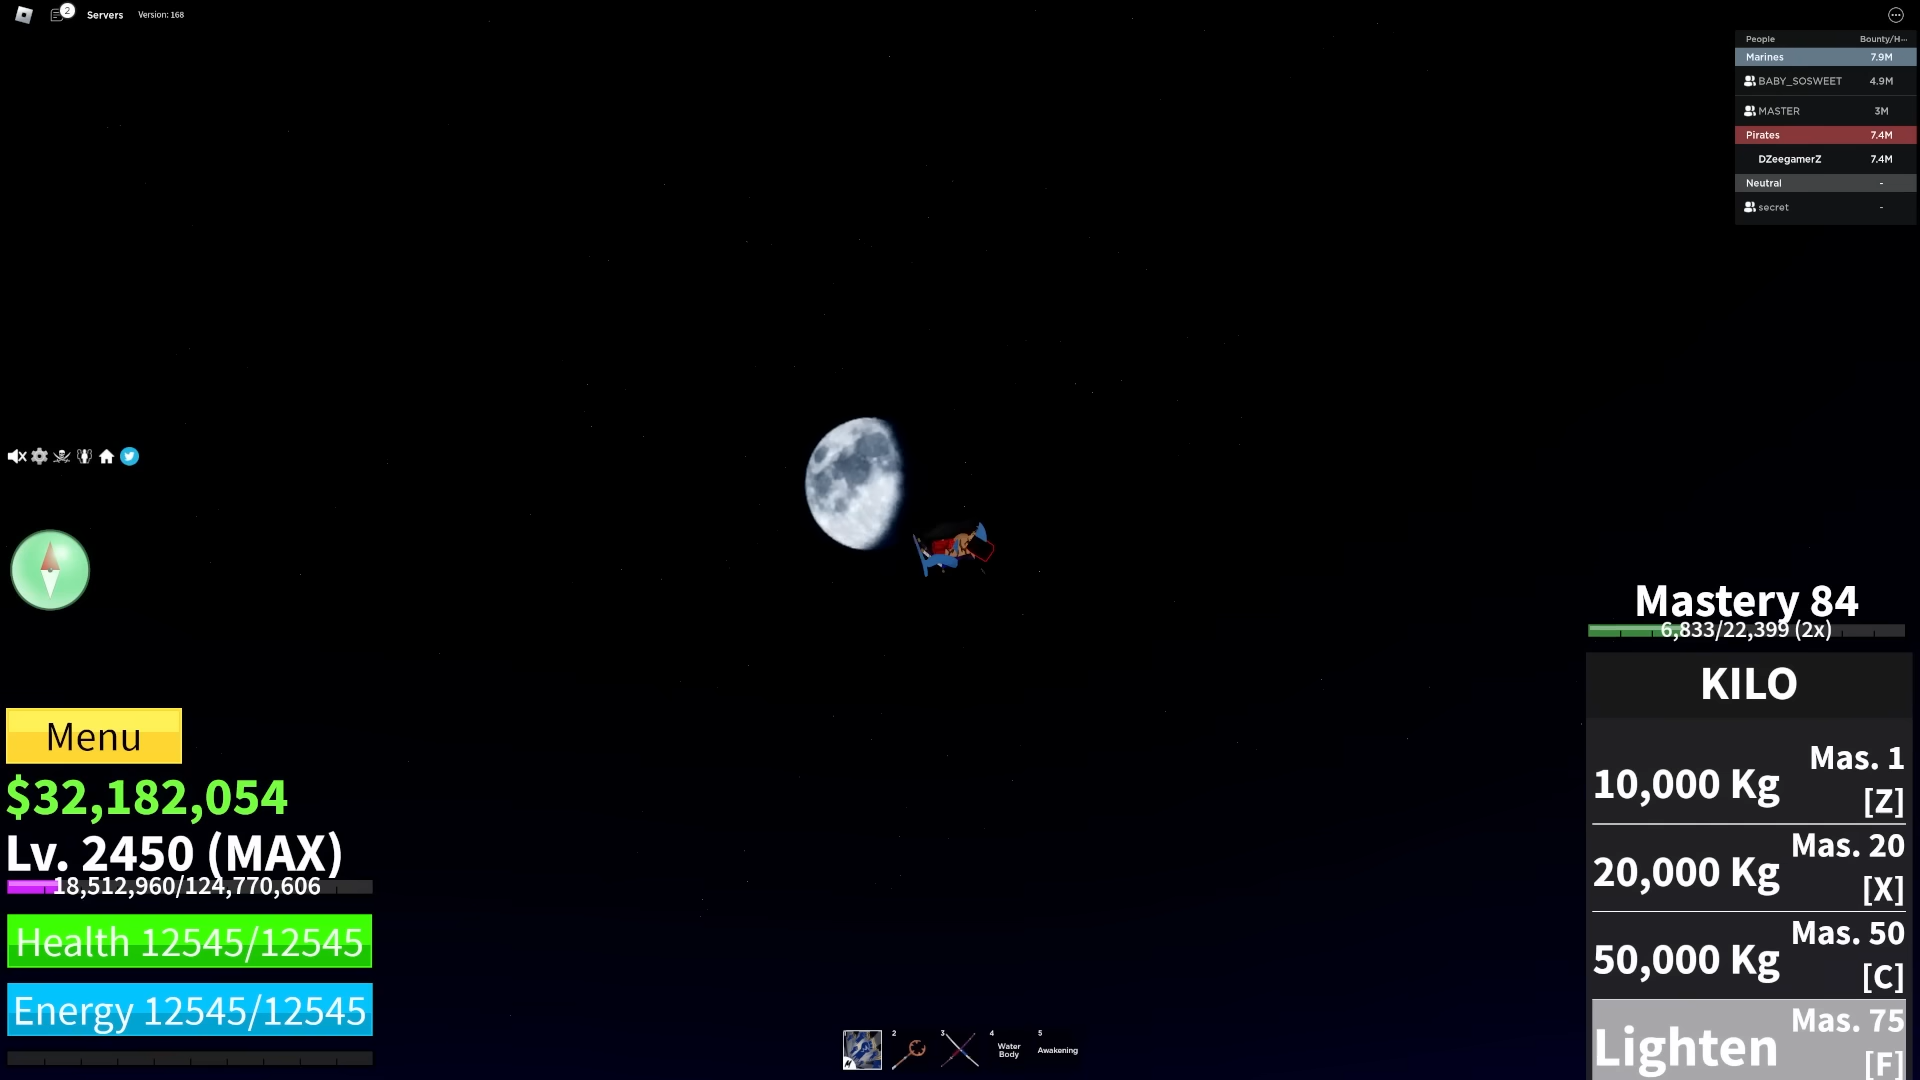 2
Servers
Version: 168
People Bounty/H...
Marines 7.9M
BABY_SOSWEET 4.9M
MASTER 3M
Pirates 7.4M
DZeegamerZ 7.4M
Neutral -
secret -
Mastery 84
6,833/22,399 (2x)
KILO
10,000 Kg Mas. 1 [Z]
20,000 Kg Mas. 20 [X]
50,000 Kg Mas. 50 [C]
Lighten Mas. 75 [F]
Menu
$32,182,054
Lv. 2450 (MAX)
18,512,960/124,770,606
Health 12545/12545
Energy 12545/12545
2
3
4 Water Body
5 Awakening